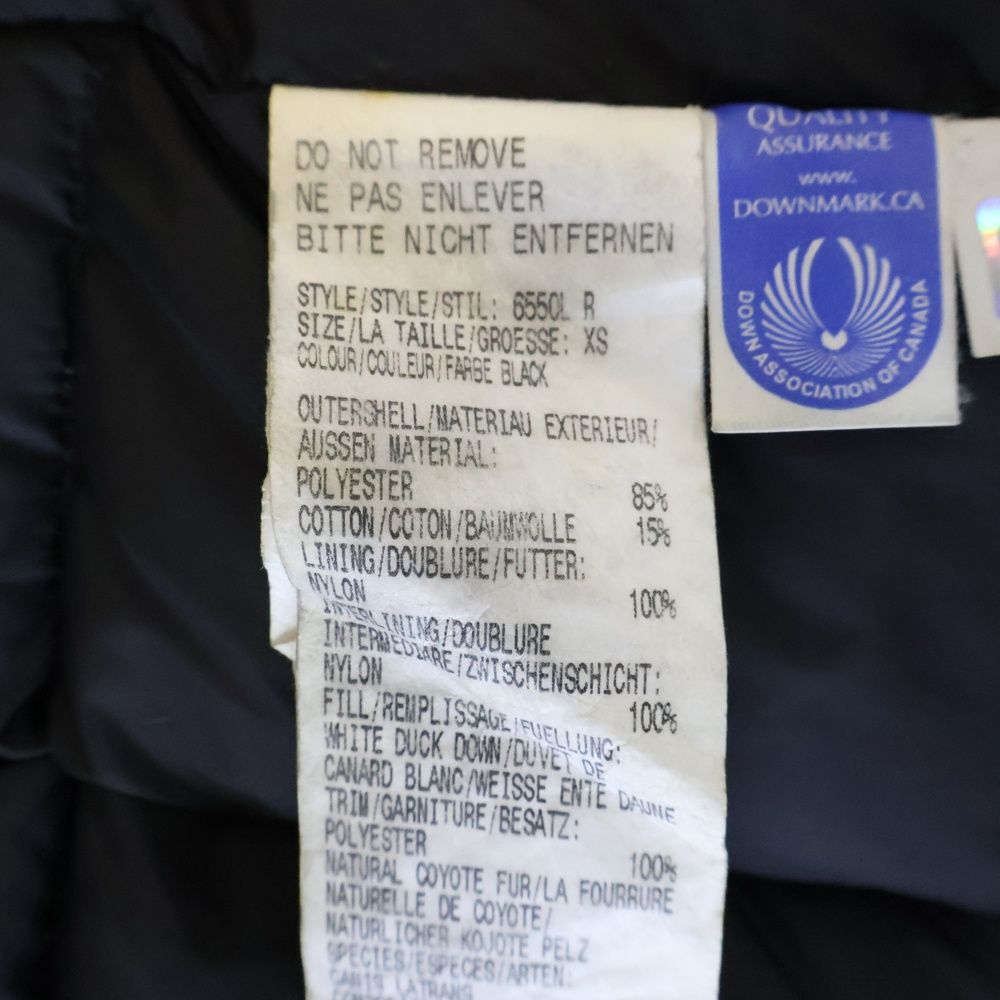 DO NOT REMOVE
NE PAS ENLEVER
BITTE NICHT ENTFERNEN
STYLE/STYLE/STIL: 6550L R
SIZE/LA TAILLE/GROESSE: XS
COLOUR/COULEUR/FARBE BLACK
OUTERSHELL/MATERIAU EXTERIEUR/
AUSSEN MATERIAL:
POLYESTER 85%
COTTON/COTON/BAUMWOLLE 15%
LINING/DOUBLURE/FUTTER:
NYLON 100%
INTERLINING/DOUBLURE
INTERMEDIARE/ZWISCHENSCHICHT:
NYLON 100%
FILL/REMPLISSAGE/FUELLUNG:
WHITE DUCK DOWN/DUVET DE
CANARD BLANC/WEISSE ENTE DAUNE
TRIM/GARNITURE/BESATZ:
POLYESTER 100%
NATURAL COYOTE FUR/LA FOURRURE
NATURELLE DE COYOTE/
NATURLICHER KOJOTE PELZ
SPECIES/ESPECES/ARTEN:
CANIS LATRANS
QUALITY
ASSURANCE
www.
DOWNMARK.CA
DOWN ASSOCIATION OF CANADA